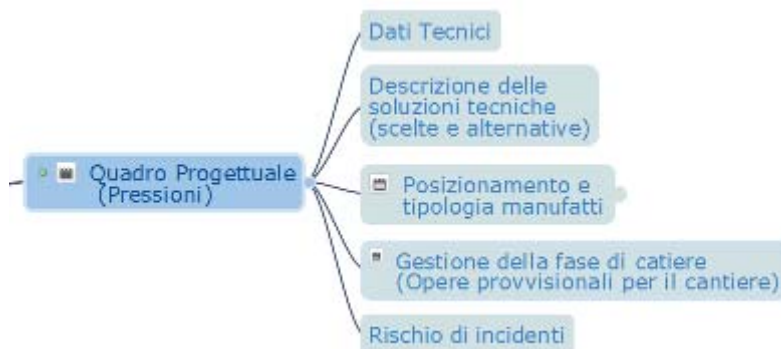 Dati Tecnici
Descrizione delle
soluzioni tecniche
(scelte e alternative)
Quadro Progettuale
(Pressioni)
Posizionamento e
tipologia manufatti
Gestione della fase di catiere
(Opere provvisionali per il cantiere)
Rischio di incidenti